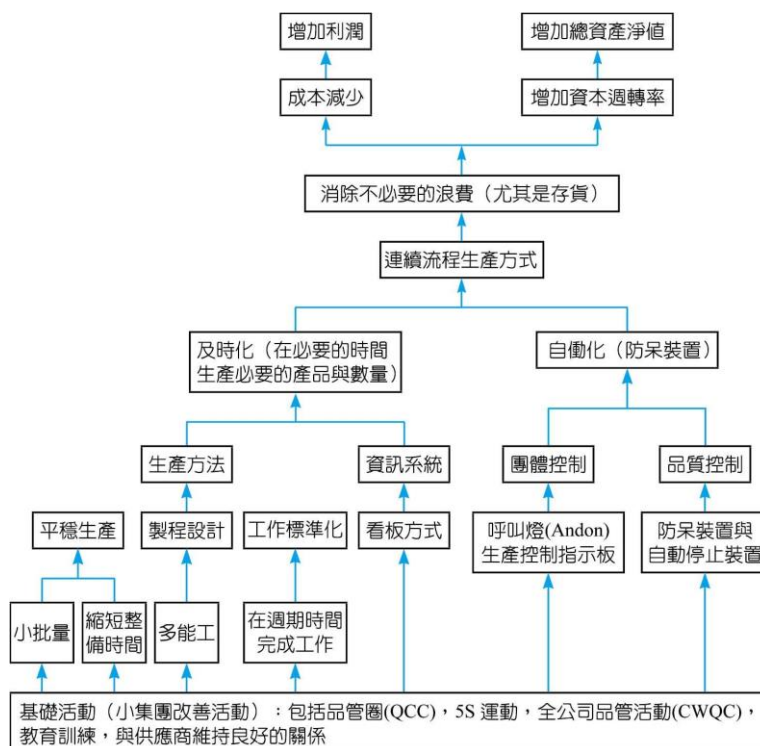 增加利潤
增加總資產淨值
成本減少
增加資本週轉率
消除不必要的浪費（尤其是存貨）
連續流程生產方式
及時化（在必要的時間
生產必要的產品與數量）
自働化（防呆裝置）
生產方法
資訊系統
團體控制
品質控制
平穩生產
製程設計
工作標準化
看板方式
呼叫燈(Andon)
生產控制指示板
防呆裝置與
自動停止裝置
小批量
縮短整
備時間
多能工
在週期時間
完成工作
基礎活動（小集團改善活動）：包括品管圈(QCC)，5S 運動，全公司品管活動(CWQC)，
教育訓練，與供應商維持良好的關係